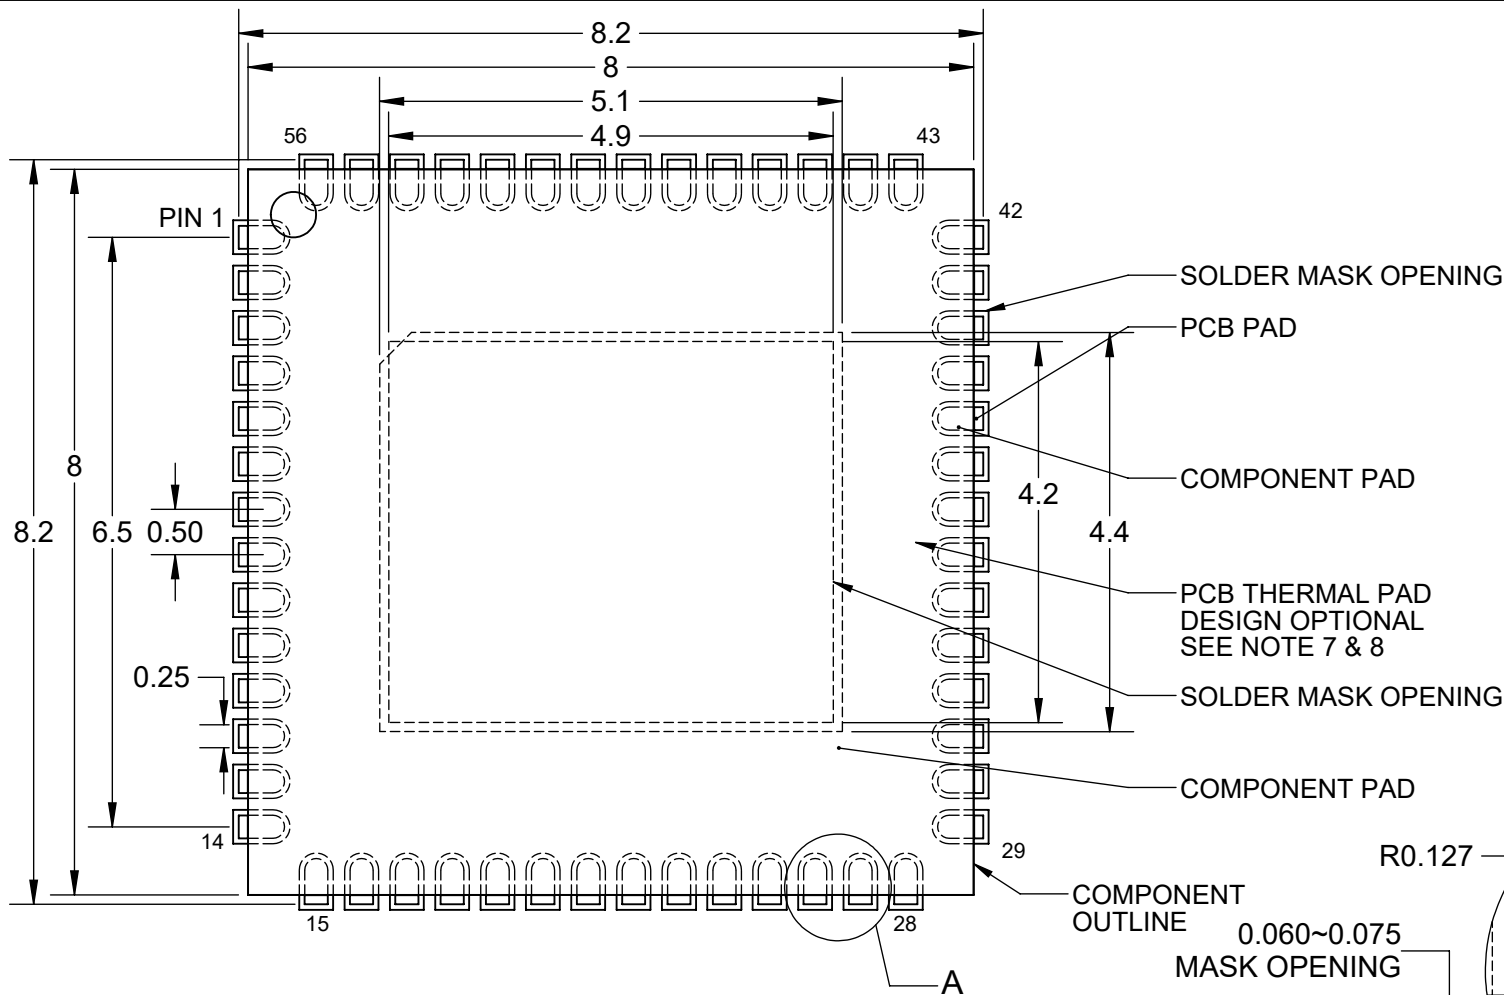 8.2
8
5.1
4.9
56
43
PIN 1
42
SOLDER MASK OPENING
PCB PAD
8
COMPONENT PAD
4.2
8.2
6.5
0.50
4.4
PCB THERMAL PAD
DESIGN OPTIONAL
SEE NOTE 7 & 8
0.25
SOLDER MASK OPENING
COMPONENT PAD
14
29
R0.127
COMPONENT
OUTLINE
15
28
0.060~0.075
MASK OPENING
A